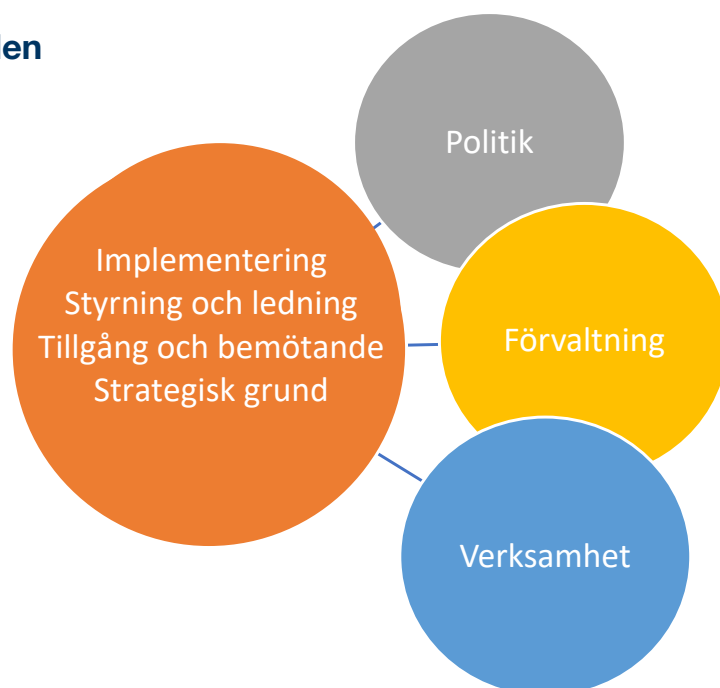 len
Politik
Implementering
Styrning och ledning
Tillgång och bemötande
Strategisk grund
Förvaltning
Verksamhet